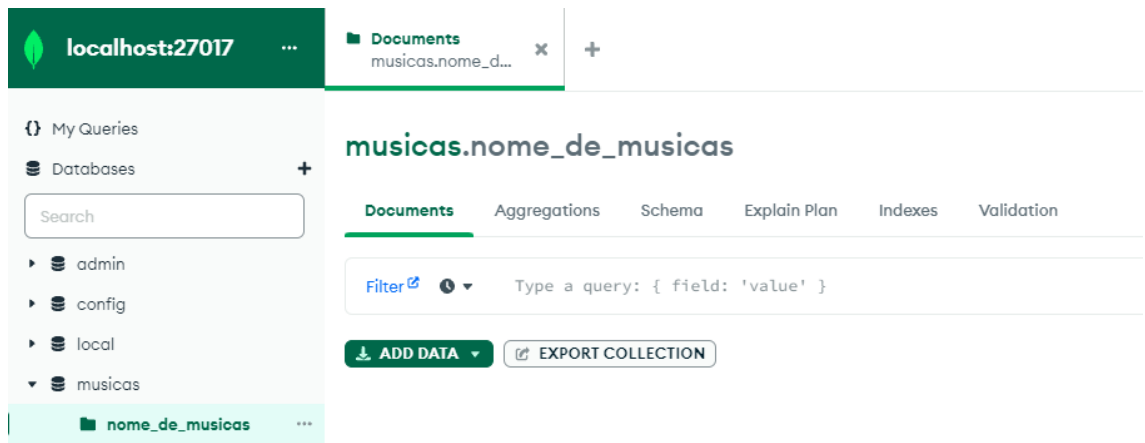 localhost:27017 ...
{} My Queries
Databases +
Search
admin
config
local
musicas
nome_de_musicas ...
Documents
musicas.nome_d...
musicas.nome_de_musicas
Documents Aggregations Schema Explain Plan Indexes Validation
Filter Type a query: { field: 'value' }
ADD DATA EXPORT COLLECTION